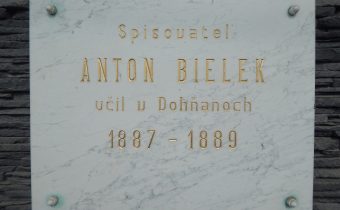 Spisovateľ
ANTON BIELEK
učil v Dohňanoch
1887 - 1889